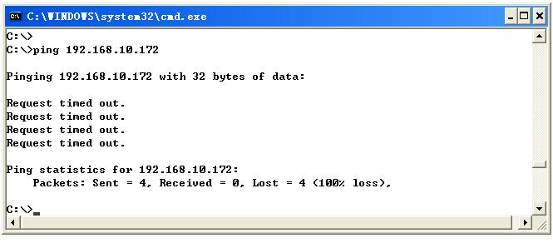 C:\WINDOWS\system32\cmd.exe
C:\>
C:\>ping 192.168.10.172
Pinging 192.168.10.172 with 32 bytes of data:
Request timed out.
Request timed out.
Request timed out.
Request timed out.
Ping statistics for 192.168.10.172:
    Packets: Sent = 4, Received = 0, Lost = 4 (100% loss),
C:\>_